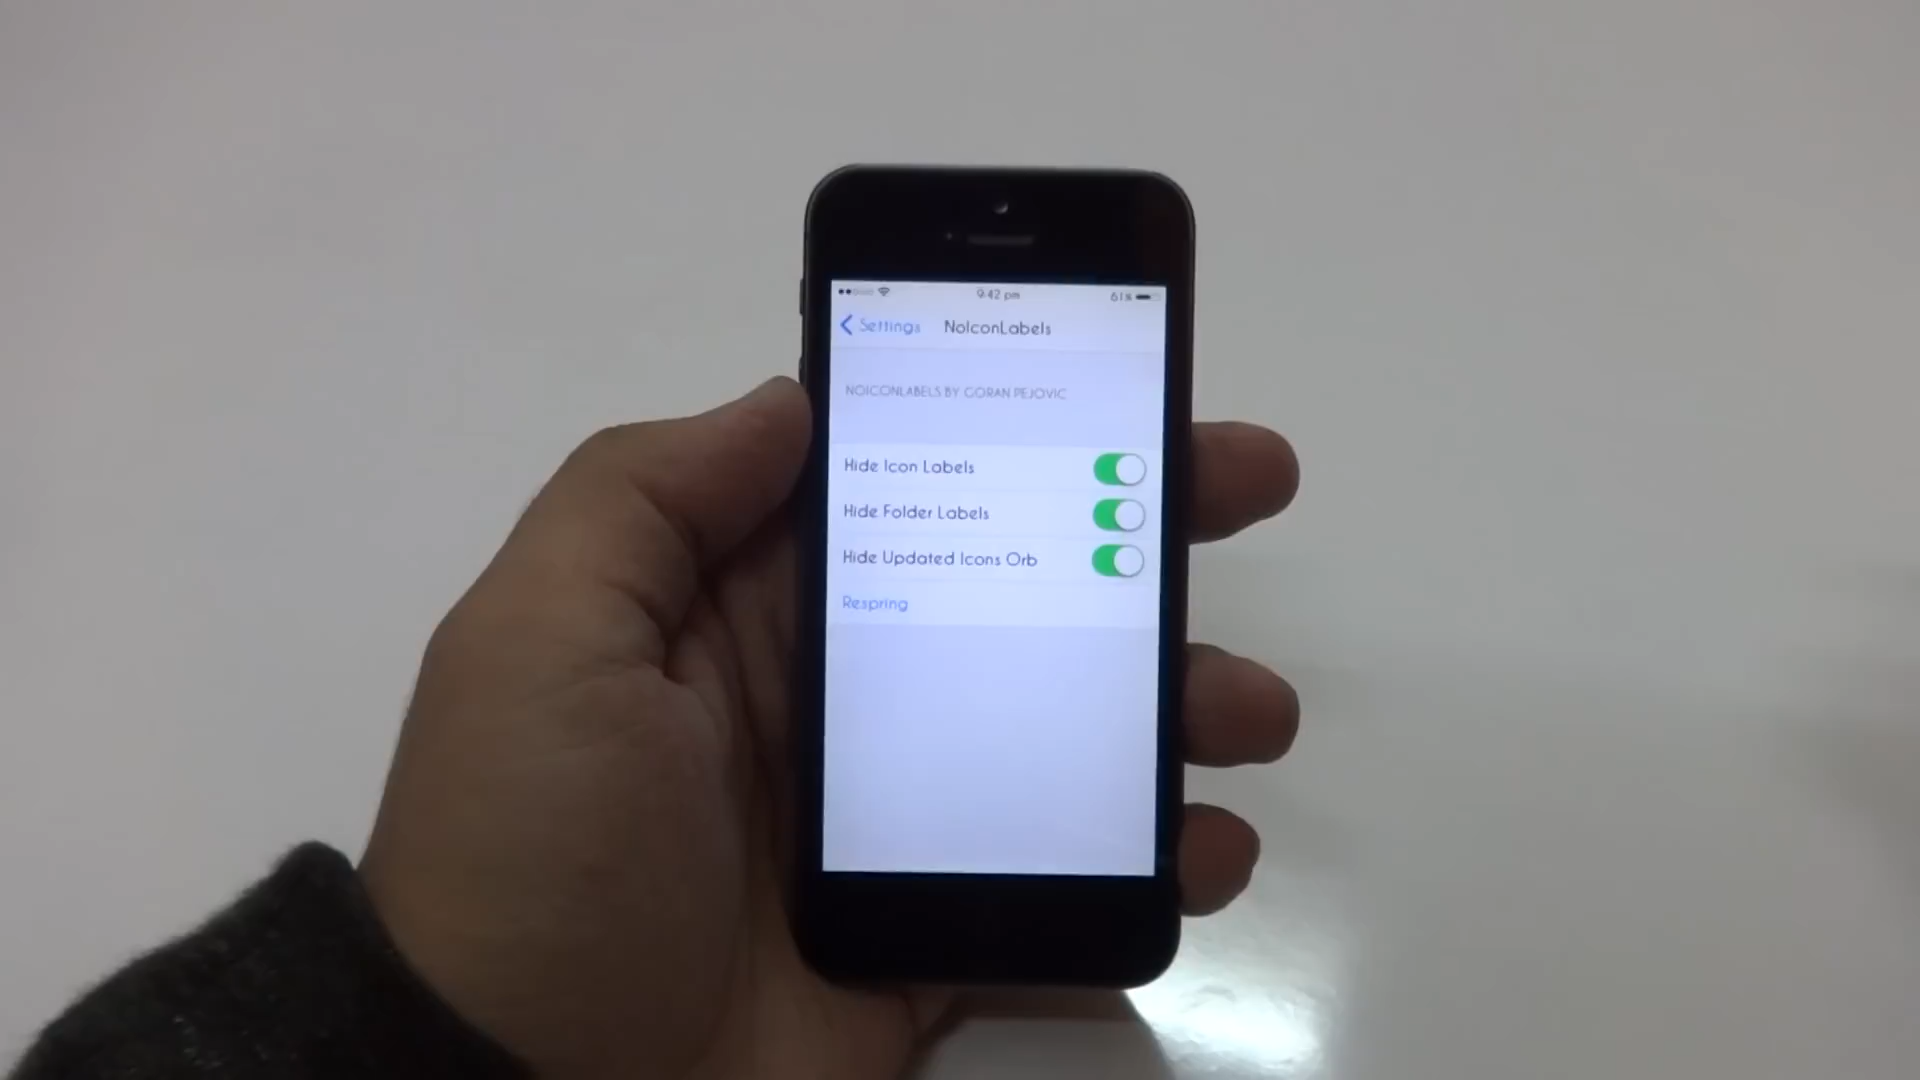 9:42 pm 61%
Settings NoIconLabels
NOICONLABELS BY GORAN PEJOVIC
Hide Icon Labels
Hide Folder Labels
Hide Updated Icons Orb
Respring